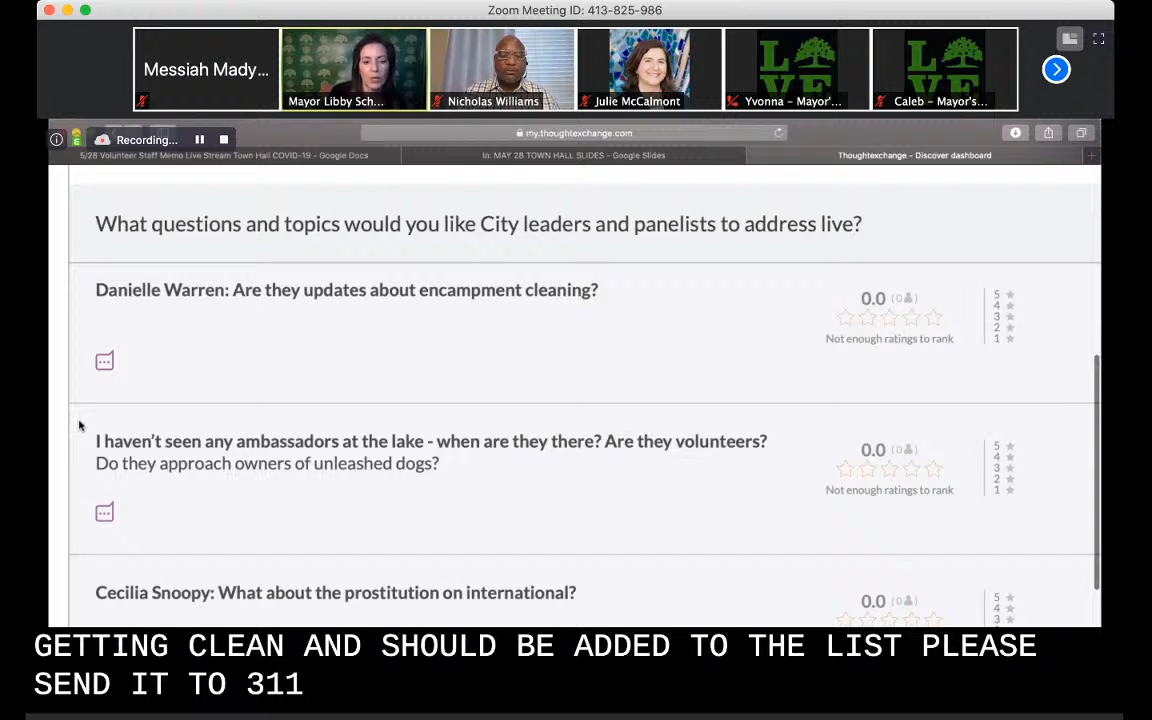 Zoom Meeting ID: 413-825-986
Messiah Mady...
Mayor Libby Sch...
Nicholas Williams
Julie McCalmont
Yvonna – Mayor'...
Caleb – Mayor's...
LOVE
LOVE
Recording...
my.thoughtexchange.com
5/28 Volunteer Staff Memo Live Stream Town Hall COVID-19 - Google Docs
In: MAY 28 TOWN HALL SLIDES - Google Slides
Thoughtexchange - Discover dashboard
What questions and topics would you like City leaders and panelists to address live?
Danielle Warren: Are they updates about encampment cleaning?
0.0 (0)
Not enough ratings to rank
5
4
3
2
1
I haven't seen any ambassadors at the lake - when are they there? Are they volunteers?
Do they approach owners of unleashed dogs?
0.0 (0)
Not enough ratings to rank
5
4
3
2
1
Cecilia Snoopy: What about the prostitution on international?
0.0 (0)
5
4
3
GETTING CLEAN AND SHOULD BE ADDED TO THE LIST PLEASE
SEND IT TO 311